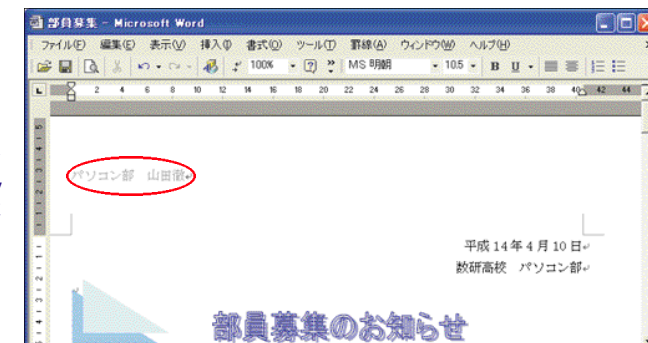 部員募集 - Microsoft Word
ファイル(F) 編集(E) 表示(V) 挿入(I) 書式(O) ツール(T) 罫線(A) ウィンドウ(W) ヘルプ(H)
100% MS 明朝 10.5 B U
L 2 4 6 8 10 12 14 16 18 20 22 24 26 28 30 32 34 36 38 40 42 44
パソコン部 山田徹
平成14年4月10日
数研高校 パソコン部
部員募集のお知らせ